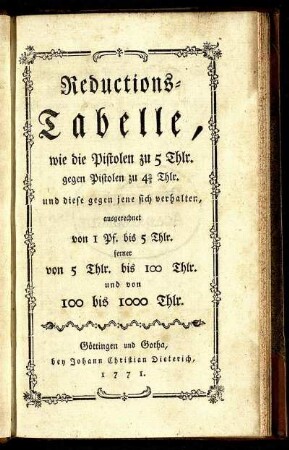 Reductions-
Tabelle,
wie die Pistolen zu 5 Thlr.
gegen Pistolen zu 4⅔ Thlr.
und diese gegen jene sich verhalten,
ausgerechnet
von 1 Pf. bis 5 Thlr.
ferner
von 5 Thlr. bis 100 Thlr.
und von
100 bis 1000 Thlr.
Göttingen und Gotha,
bey Johann Christian Dieterich,
1771.